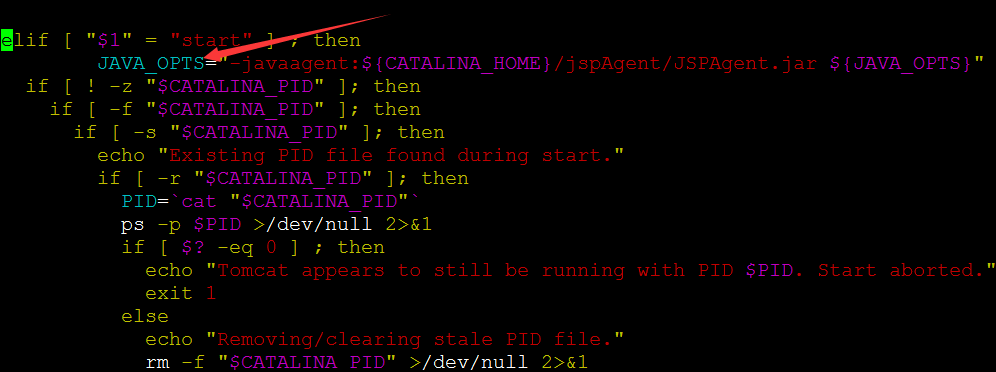 elif [ "$1" = "start" ] ; then
JAVA_OPTS="-javaagent:${CATALINA_HOME}/jspAgent/JSPAgent.jar ${JAVA_OPTS}"
if [ ! -z "$CATALINA_PID" ]; then
if [ -f "$CATALINA_PID" ]; then
if [ -s "$CATALINA_PID" ]; then
echo "Existing PID file found during start."
if [ -r "$CATALINA_PID" ]; then
PID=`cat "$CATALINA_PID"`
ps -p $PID >/dev/null 2>&1
if [ $? -eq 0 ] ; then
echo "Tomcat appears to still be running with PID $PID. Start aborted."
exit 1
else
echo "Removing/clearing stale PID file."
rm -f "$CATALINA_PID" >/dev/null 2>&1